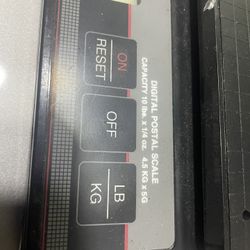 DIGITAL POSTAL SCALE
CAPACITY 10 lbs. x 1/4 oz. 4.5 KG x 5G
ON
RESET
OFF
LB
KG